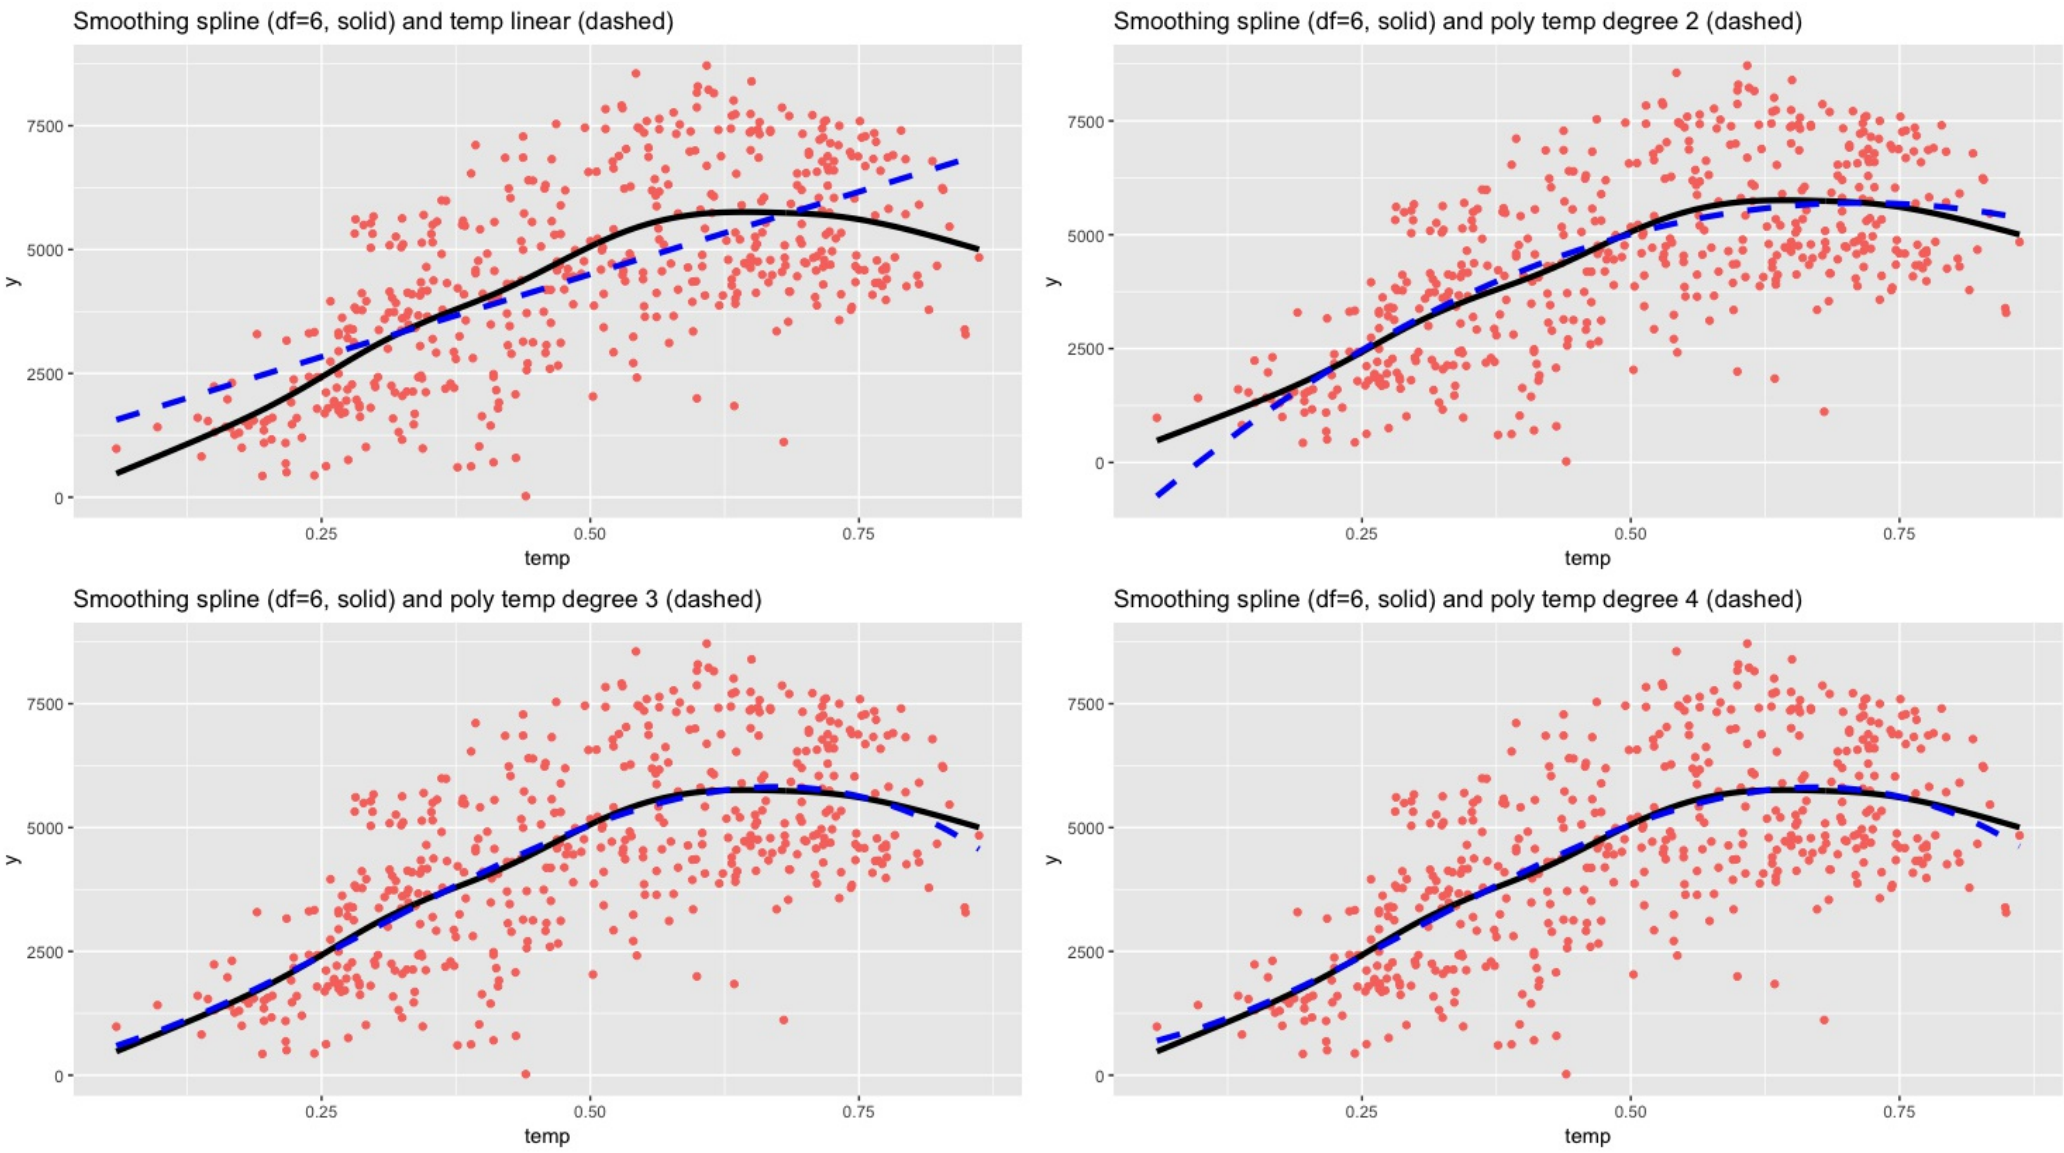 Smoothing spline (df=6, solid) and temp linear (dashed)
7500
5000
2500
0
y
0.25 0.50 0.75
temp
Smoothing spline (df=6, solid) and poly temp degree 2 (dashed)
7500
5000
2500
0
y
0.25 0.50 0.75
temp
Smoothing spline (df=6, solid) and poly temp degree 3 (dashed)
7500
5000
2500
0
y
0.25 0.50 0.75
temp
Smoothing spline (df=6, solid) and poly temp degree 4 (dashed)
7500
5000
2500
0
y
0.25 0.50 0.75
temp